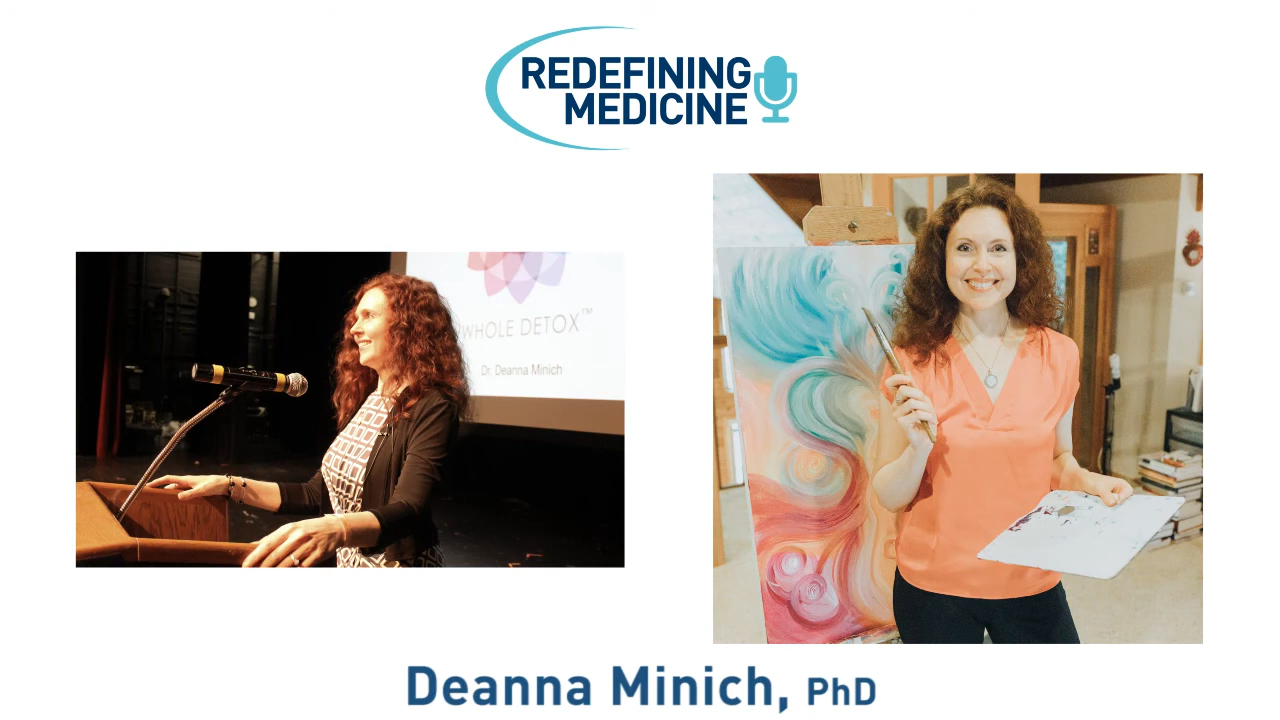 REDEFINING
MEDICINE
WHOLE DETOX™
Dr. Deanna Minich
Deanna Minich, PhD